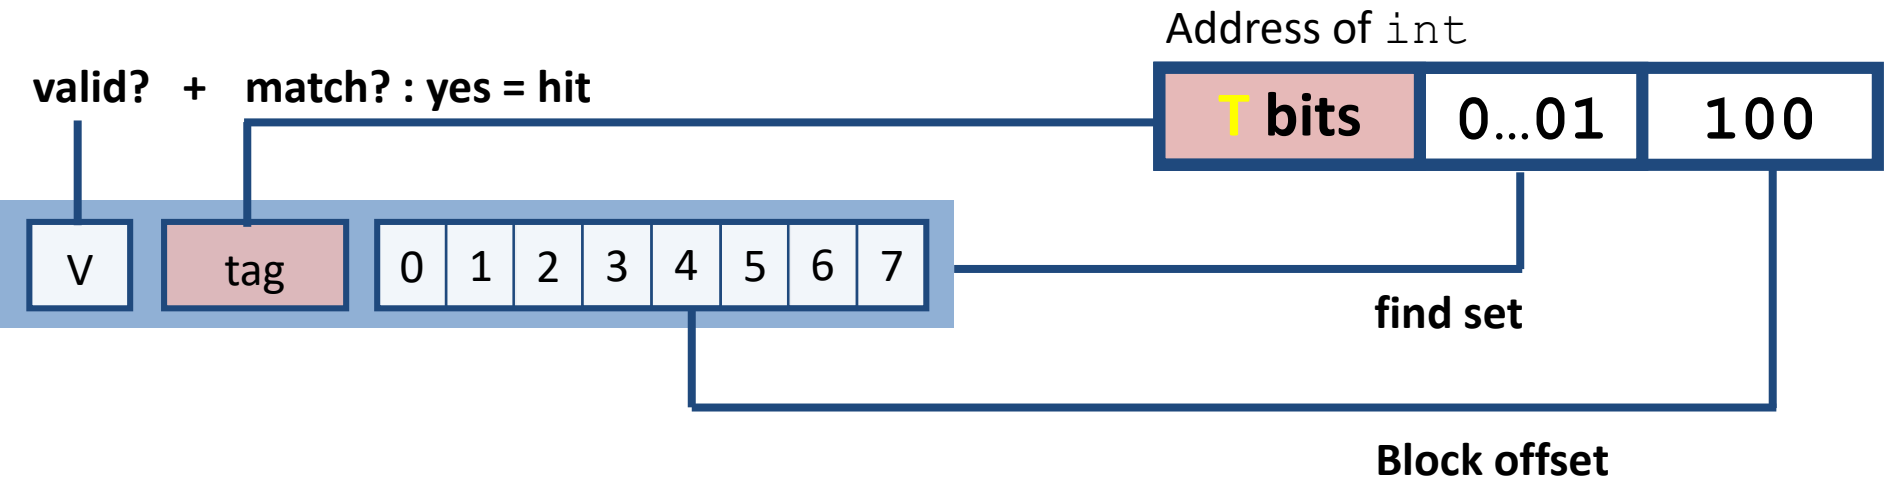 Address of int
valid? + match? : yes = hit
T bits 0...01 100
V tag 0 1 2 3 4 5 6 7
find set
Block offset